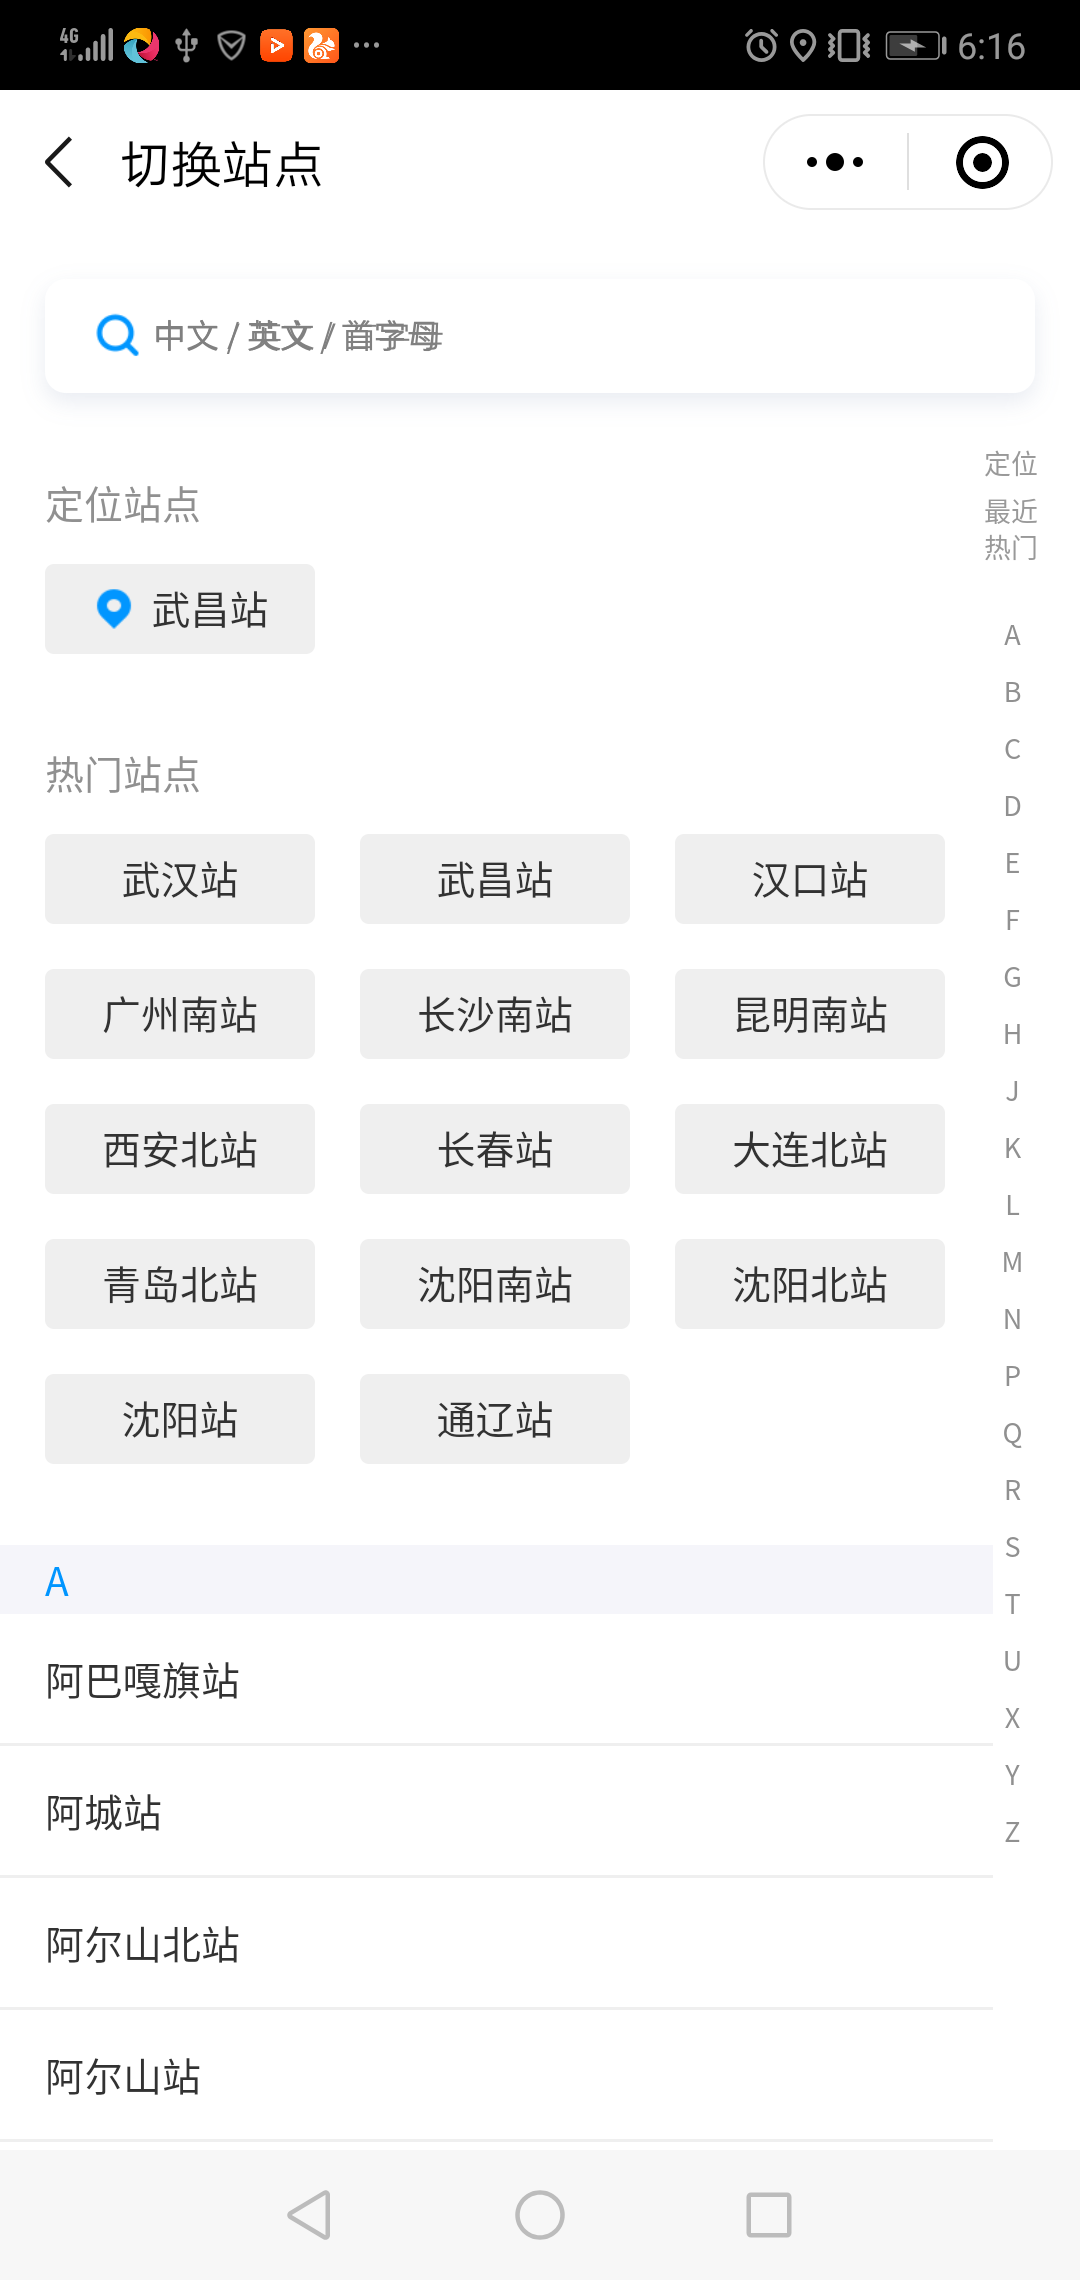 4G
6:16
切换站点
中文 / 英文 / 首字母
定位站点
武昌站
热门站点
武汉站 武昌站 汉口站
广州南站 长沙南站 昆明南站
西安北站 长春站 大连北站
青岛北站 沈阳南站 沈阳北站
沈阳站 通辽站
A
阿巴嘎旗站
阿城站
阿尔山北站
阿尔山站
定位
最近
热门
A
B
C
D
E
F
G
H
J
K
L
M
N
P
Q
R
S
T
U
X
Y
Z